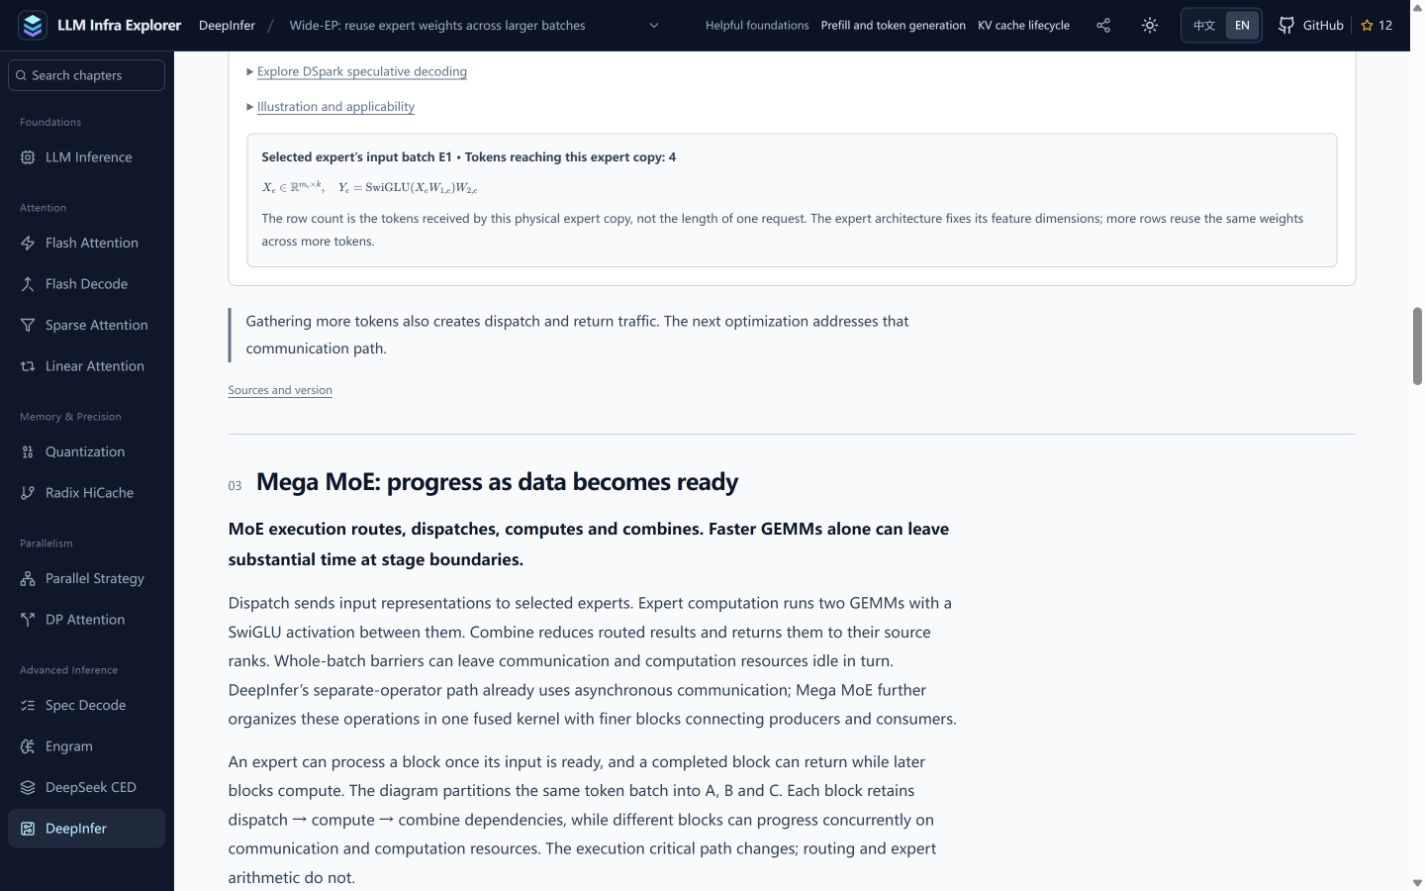 LLM Infra Explorer
DeepInfer / Wide-EP: reuse expert weights across larger batches
Helpful foundations Prefill and token generation KV cache lifecycle
中文 EN GitHub 12
Search chapters
Foundations
LLM Inference
Attention
Flash Attention
Flash Decode
Sparse Attention
Linear Attention
Memory & Precision
Quantization
Radix HiCache
Parallelism
Parallel Strategy
DP Attention
Advanced Inference
Spec Decode
Engram
DeepSeek CED
DeepInfer
Explore DSpark speculative decoding
Illustration and applicability
Selected expert's input batch E1 • Tokens reaching this expert copy: 4
Xₑ ∈ ℝ^{mₑ×k}, Yₑ = SwiGLU(XₑW₁,ₑ)W₂,ₑ
The row count is the tokens received by this physical expert copy, not the length of one request. The expert architecture fixes its feature dimensions; more rows reuse the same weights
across more tokens.
Gathering more tokens also creates dispatch and return traffic. The next optimization addresses that
communication path.
Sources and version
03 Mega MoE: progress as data becomes ready
MoE execution routes, dispatches, computes and combines. Faster GEMMs alone can leave
substantial time at stage boundaries.
Dispatch sends input representations to selected experts. Expert computation runs two GEMMs with a
SwiGLU activation between them. Combine reduces routed results and returns them to their source
ranks. Whole-batch barriers can leave communication and computation resources idle in turn.
DeepInfer’s separate-operator path already uses asynchronous communication; Mega MoE further
organizes these operations in one fused kernel with finer blocks connecting producers and consumers.
An expert can process a block once its input is ready, and a completed block can return while later
blocks compute. The diagram partitions the same token batch into A, B and C. Each block retains
dispatch → compute → combine dependencies, while different blocks can progress concurrently on
communication and computation resources. The execution critical path changes; routing and expert
arithmetic do not.